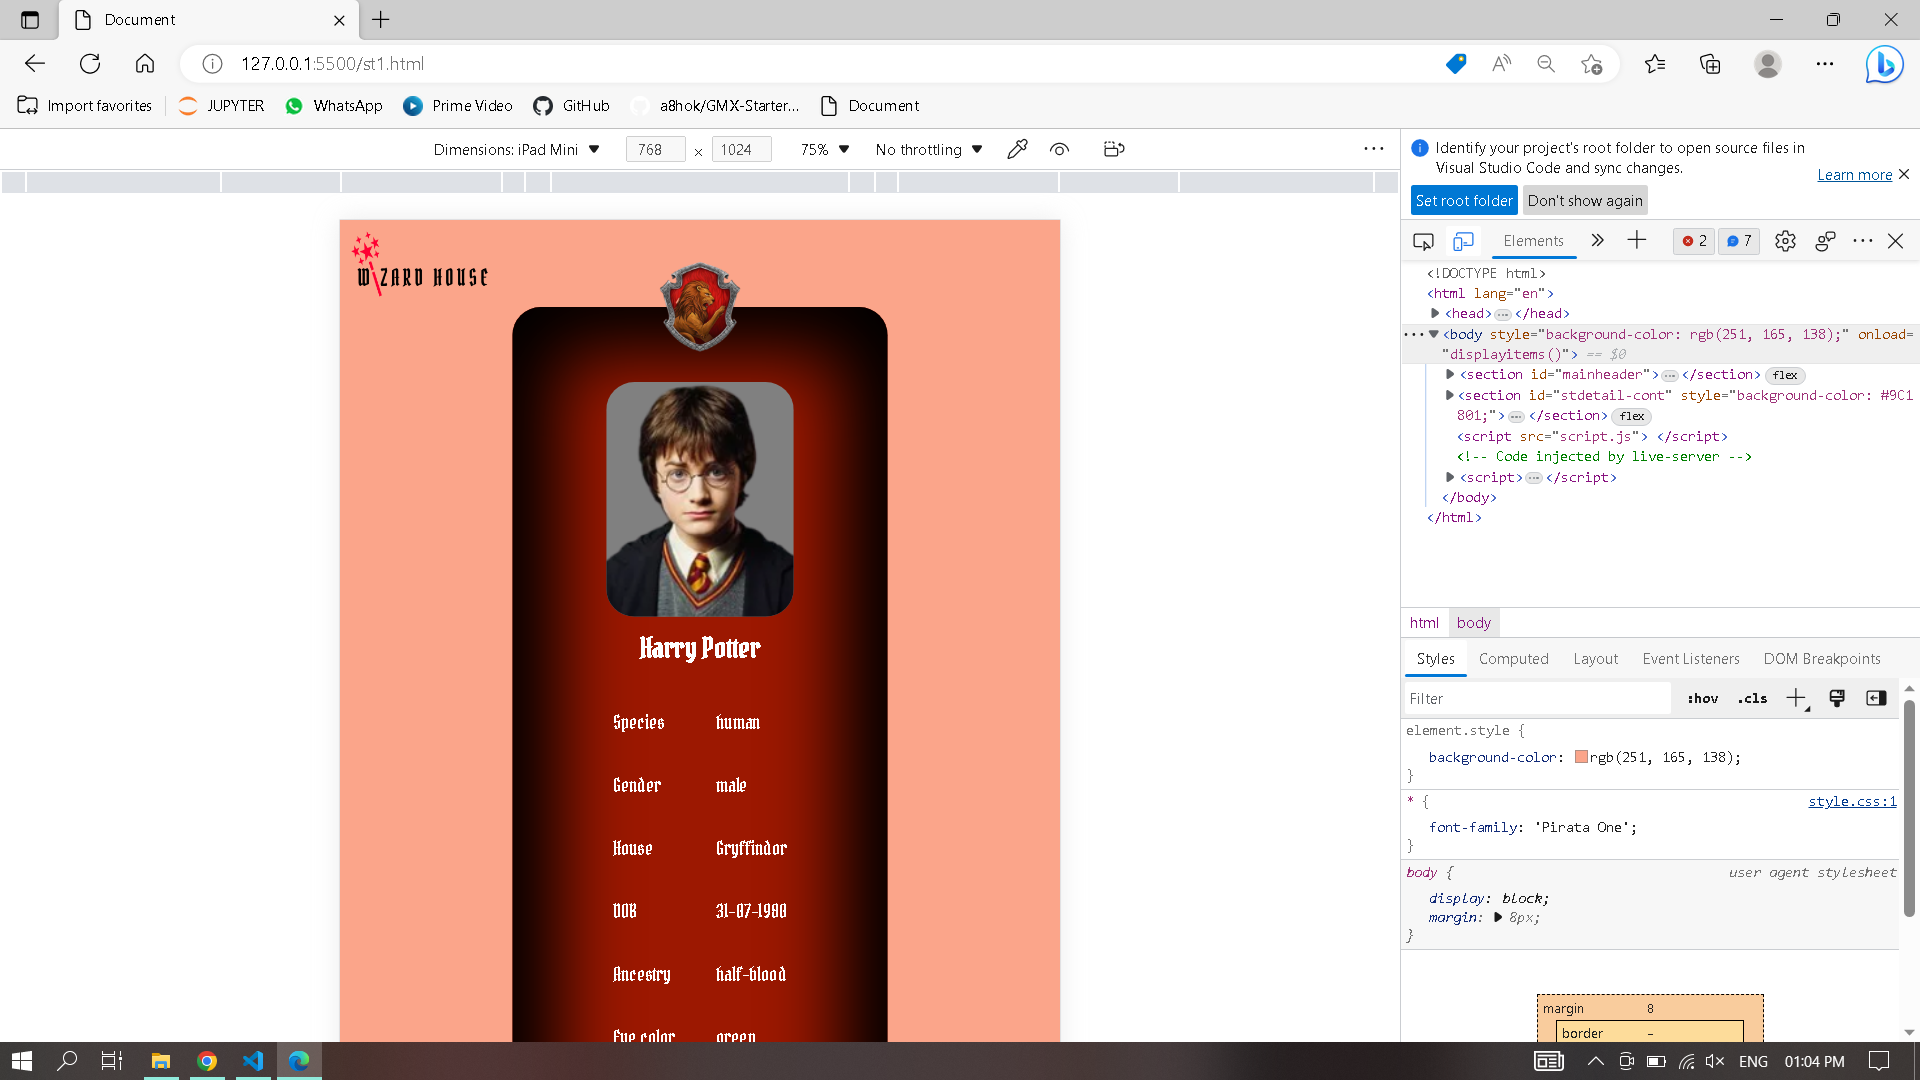 Document
127.0.0.1:5500/st1.html
Import favorites
JUPYTER
WhatsApp
Prime Video
GitHub
a8hok/GMX-Starter...
Document
Dimensions: iPad Mini
768 x 1024
75%
No throttling
WIZARD HOUSE
Harry Potter
Species human
Gender male
House Gryffindor
DOB 31-07-1980
Ancestry half-blood
Eye color green
Identify your project's root folder to open source files in
Visual Studio Code and sync changes.
Learn more
Set root folder
Don't show again
Elements
2
7
<!DOCTYPE html>
<html lang="en">
<head>…</head>
<body style="background-color: rgb(251, 165, 138);" onload=
"displayitems()"> == $0
<section id="mainheader">…</section> flex
<section id="stdetail-cont" style="background-color: #9C1
801;">…</section> flex
<script src="script.js"> </script>
<!-- Code injected by live-server -->
<script>…</script>
</body>
</html>
html body
Styles Computed Layout Event Listeners DOM Breakpoints
Filter
:hov .cls
element.style {
background-color: rgb(251, 165, 138);
}
* { style.css:1
font-family: 'Pirata One';
}
body { user agent stylesheet
display: block;
margin: 8px;
}
margin 8
border -
ENG
01:04 PM